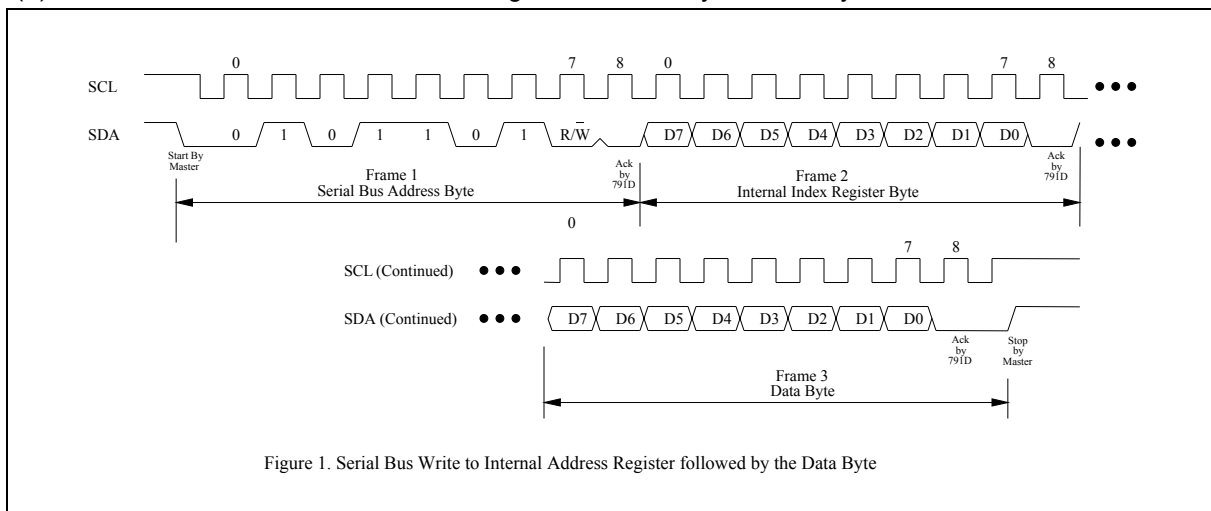 0 7 8 0 7 8
SCL
SDA 0 1 0 1 1 0 1 R/W D7 D6 D5 D4 D3 D2 D1 D0
Start By
Master
Ack
by
791D
Ack
by
791D
Frame 1
Serial Bus Address Byte
Frame 2
Internal Index Register Byte
0
7 8
SCL (Continued)
SDA (Continued) D7 D6 D5 D4 D3 D2 D1 D0
Ack
by
791D
Stop
by
Master
Frame 3
Data Byte
Figure 1. Serial Bus Write to Internal Address Register followed by the Data Byte